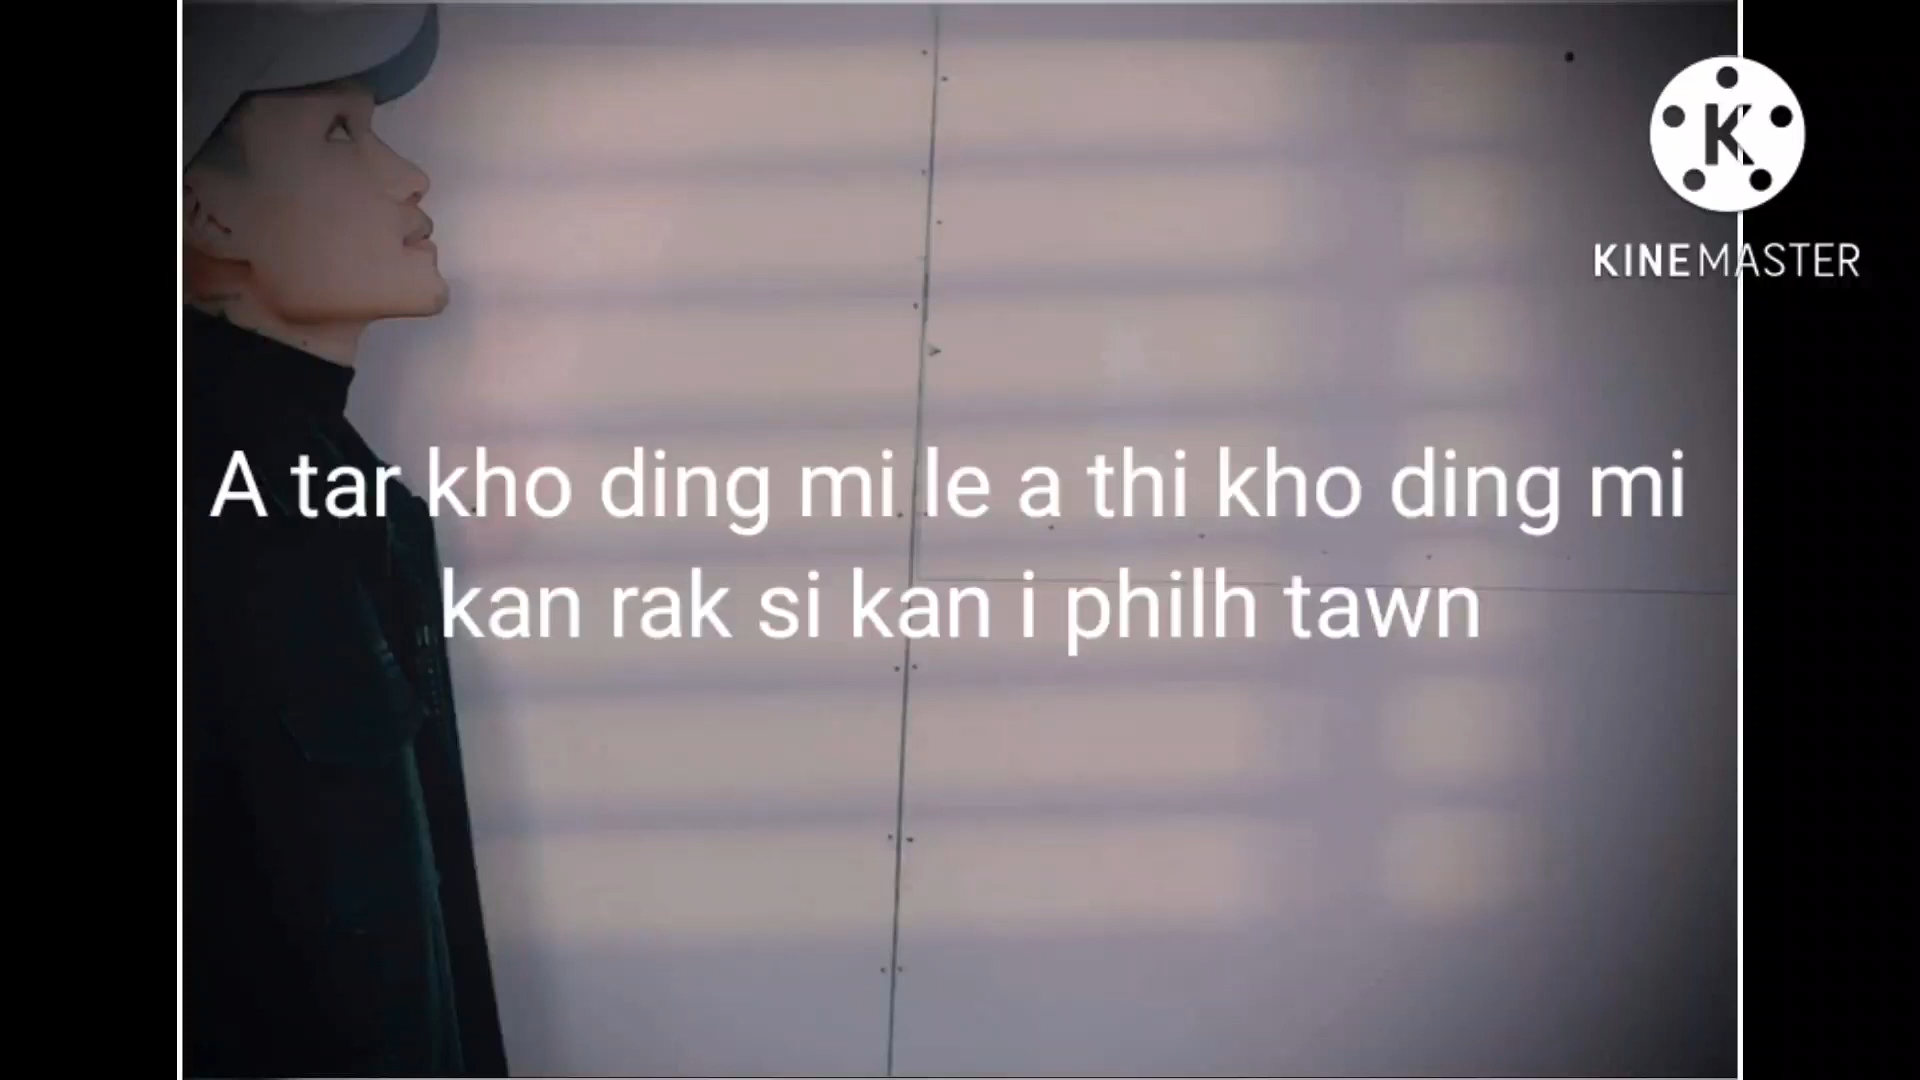 K
KINEMASTER
A tar kho ding mi le a thi kho ding mi
kan rak si kan i philh tawn